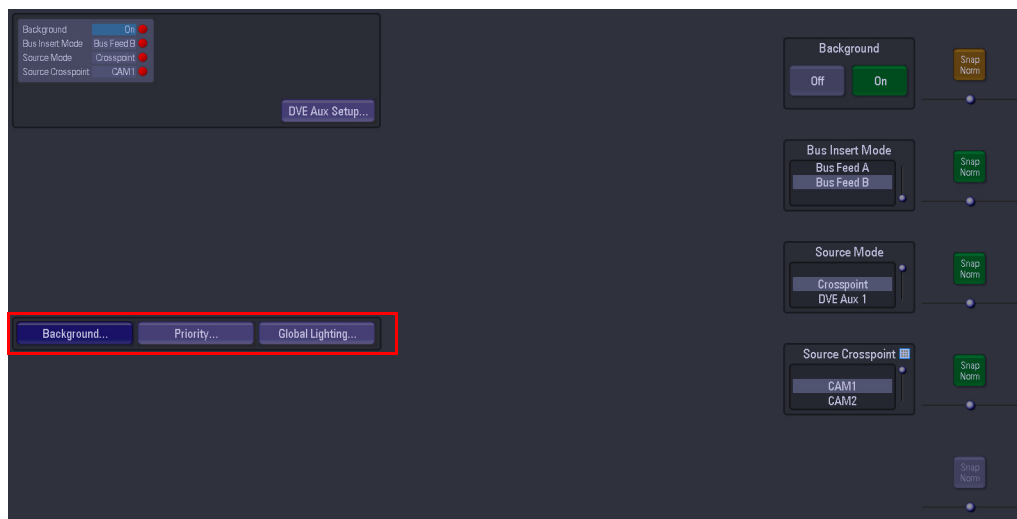 Background On
Bus Insert Mode Bus Feed B
Source Mode Crosspoint
Source Crosspoint CAM1
DVE Aux Setup...
Background... Priority... Global Lighting...
Background
Off On
Snap
Norm
Bus Insert Mode
Bus Feed A
Bus Feed B
Snap
Norm
Source Mode
Crosspoint
DVE Aux 1
Snap
Norm
Source Crosspoint
CAM1
CAM2
Snap
Norm
Snap
Norm